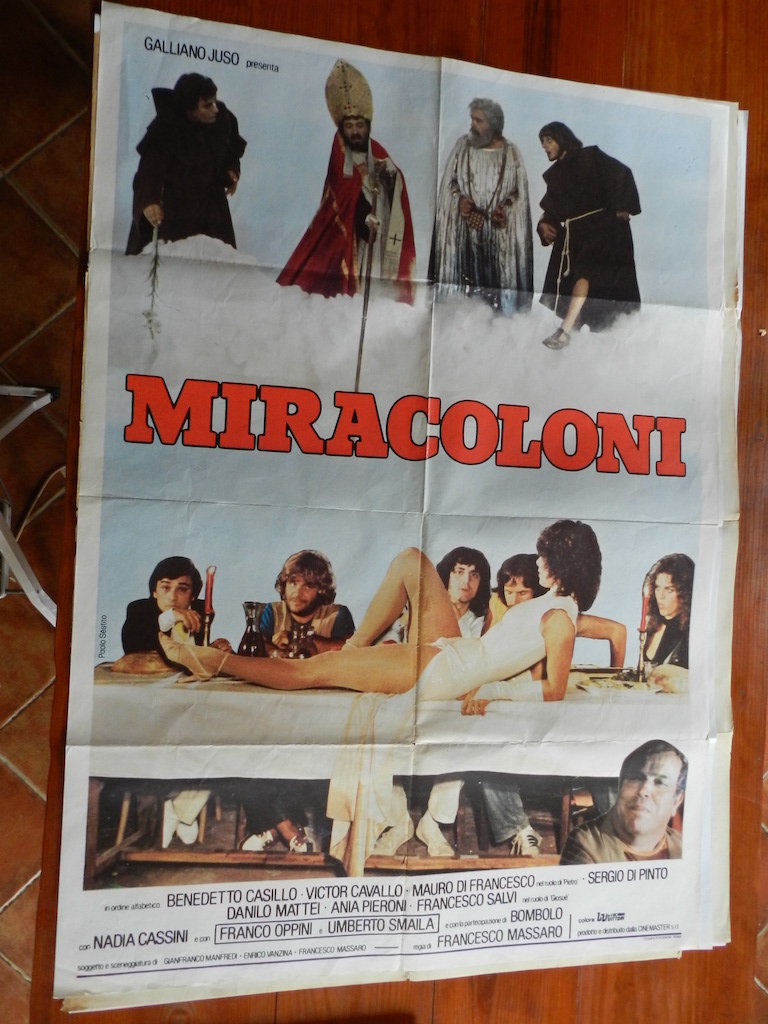 GALLIANO JUSO presenta
MIRACOLONI
Paolo Sestito
in ordine alfabetico BENEDETTO CASILLO · VICTOR CAVALLO · MAURO DI FRANCESCO nel ruolo di "Pietro" · SERGIO DI PINTO
DANILO MATTEI · ANIA PIERONI · FRANCESCO SALVI nel ruolo di "Giosuè"
con NADIA CASSINI e con FRANCO OPPINI e UMBERTO SMAILA e con la partecipazione di BOMBOLO
soggetto e sceneggiatura di GIANFRANCO MANFREDI · ENRICO VANZINA · FRANCESCO MASSARO regia di FRANCESCO MASSARO
colore
prodotto e distribuito dalla CINEMASTER s.r.l